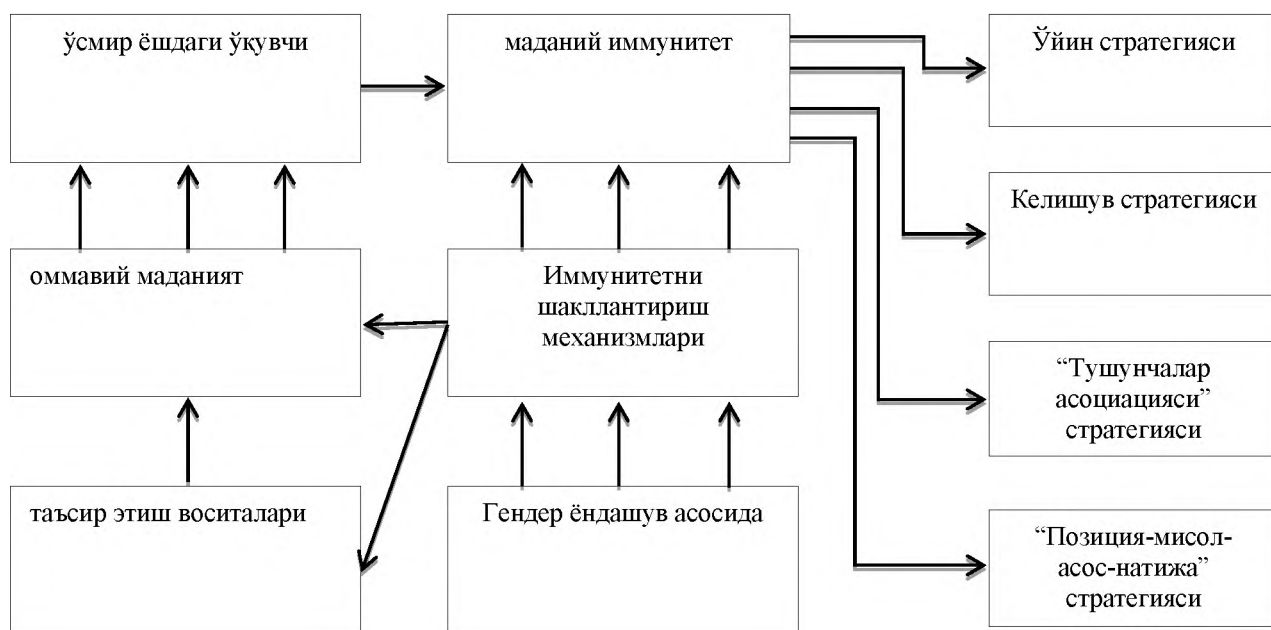 ўсмир ёшдаги ўқувчи
маданий иммунитет
Ўйин стратегияси
Келишув стратегияси
оммавий маданият
Иммунитетни
шакллантириш
механизмлари
“Тушунчалар
асоциацияси”
стратегияси
таъсир этиш воситалари
Гендер ёндашув асосида
“Позиция-мисол-
асос-натижа”
стратегияси